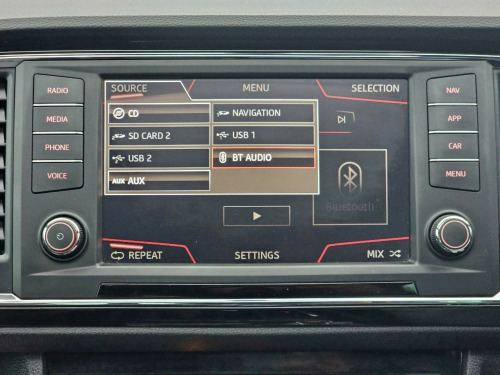 SOURCE MENU SELECTION
RADIO
MEDIA
PHONE
VOICE
CD
NAVIGATION
SD CARD 2
USB 1
USB 2
BT AUDIO
AUX AUX
Bluetooth
REPEAT SETTINGS MIX
NAV
APP
CAR
MENU